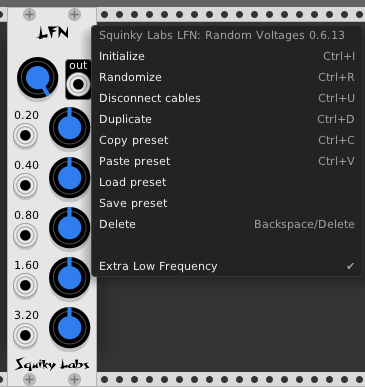 LFN
out
0.20
0.40
0.80
1.60
3.20
Squiky Labs
Squinky Labs LFN: Random Voltages 0.6.13
Initialize Ctrl+I
Randomize Ctrl+R
Disconnect cables Ctrl+U
Duplicate Ctrl+D
Copy preset Ctrl+C
Paste preset Ctrl+V
Load preset
Save preset
Delete Backspace/Delete
Extra Low Frequency ✔